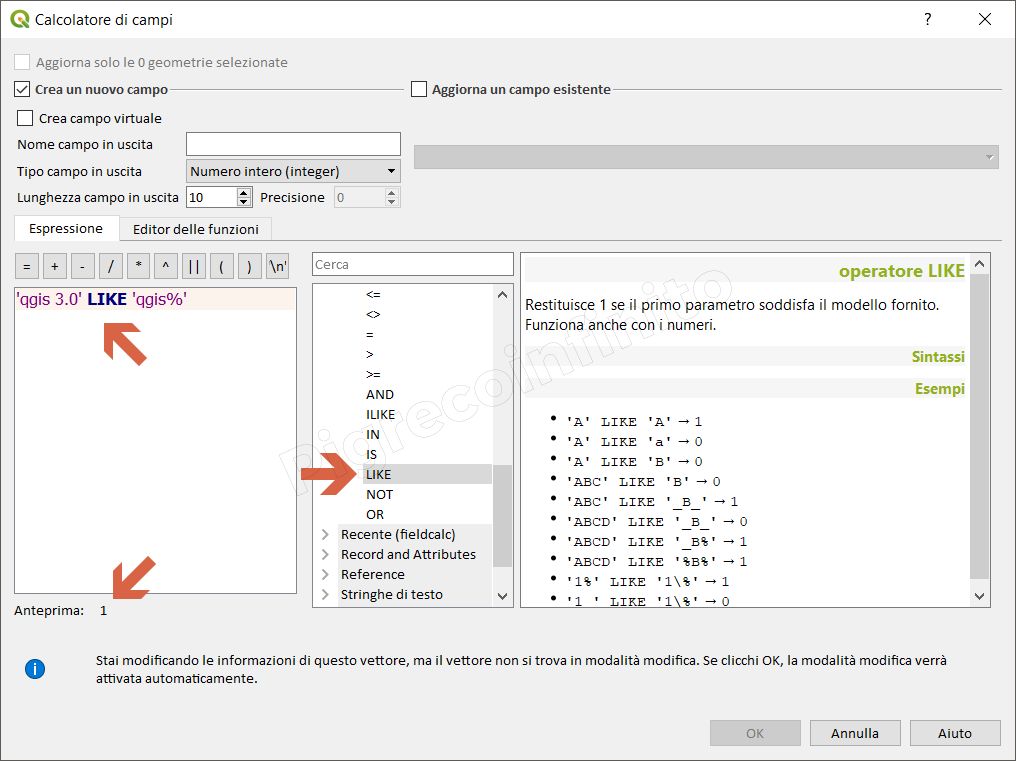 Calcolatore di campi
?
Aggiorna solo le 0 geometrie selezionate
Crea un nuovo campo
Aggiorna un campo esistente
Crea campo virtuale
Nome campo in uscita
Tipo campo in uscita Numero intero (integer)
Lunghezza campo in uscita 10 Precisione 0
Espressione Editor delle funzioni
= + - / * ^ || ( ) \n'
'qgis 3.0' LIKE 'qgis%'
Anteprima: 1
Cerca
<=
<>
=
>
>=
AND
ILIKE
IN
IS
LIKE
NOT
OR
Recente (fieldcalc)
Record and Attributes
Reference
Stringhe di testo
operatore LIKE
Restituisce 1 se il primo parametro soddisfa il modello fornito.
Funziona anche con i numeri.
Sintassi
Esempi
• 'A' LIKE 'A' → 1
• 'A' LIKE 'a' → 0
• 'A' LIKE 'B' → 0
• 'ABC' LIKE 'B' → 0
• 'ABC' LIKE '_B_' → 1
• 'ABCD' LIKE '_B_' → 0
• 'ABCD' LIKE '_B%' → 1
• 'ABCD' LIKE '%B%' → 1
• '1%' LIKE '1\%' → 1
• '1_' LIKE '1\%' → 0
Pigrecoinfinito
Stai modificando le informazioni di questo vettore, ma il vettore non si trova in modalità modifica. Se clicchi OK, la modalità modifica verrà
attivata automaticamente.
OK Annulla Aiuto